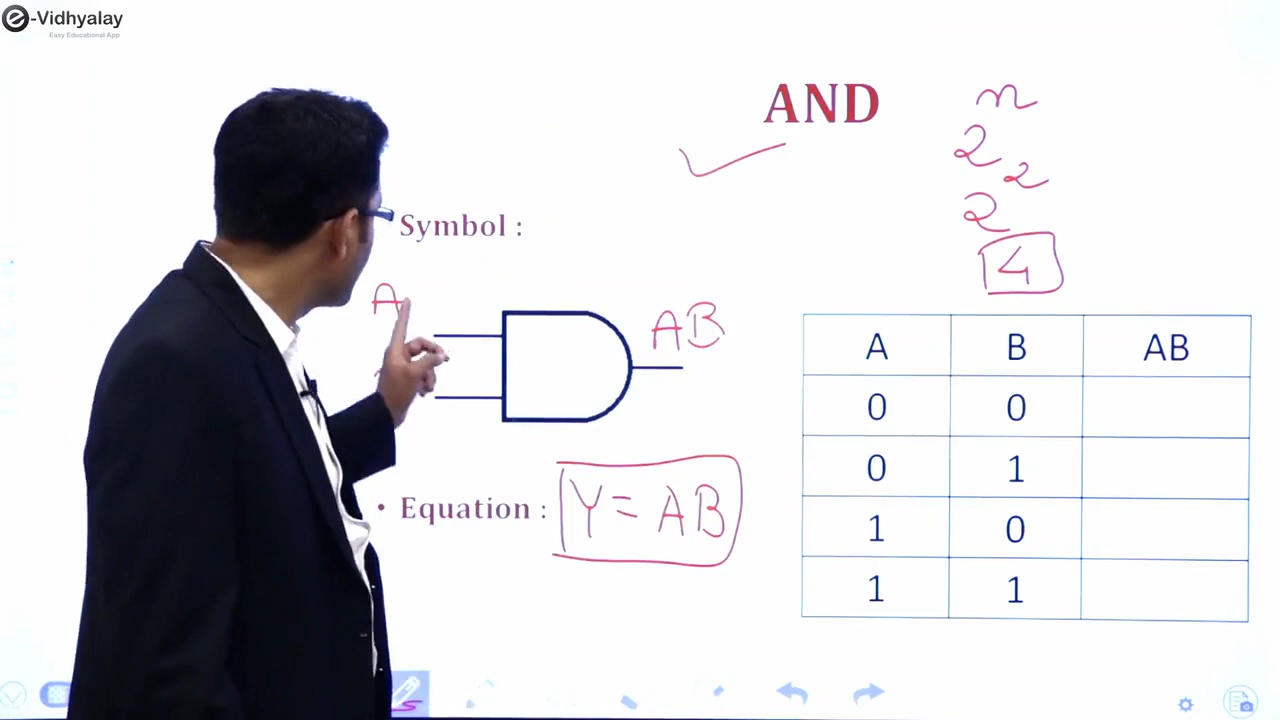 e-Vidhyalay
Easy Educational App
AND
n
2
2
2
4
Symbol :
A
AB
• Equation : Y = AB
A B AB
0 0
0 1
1 0
1 1